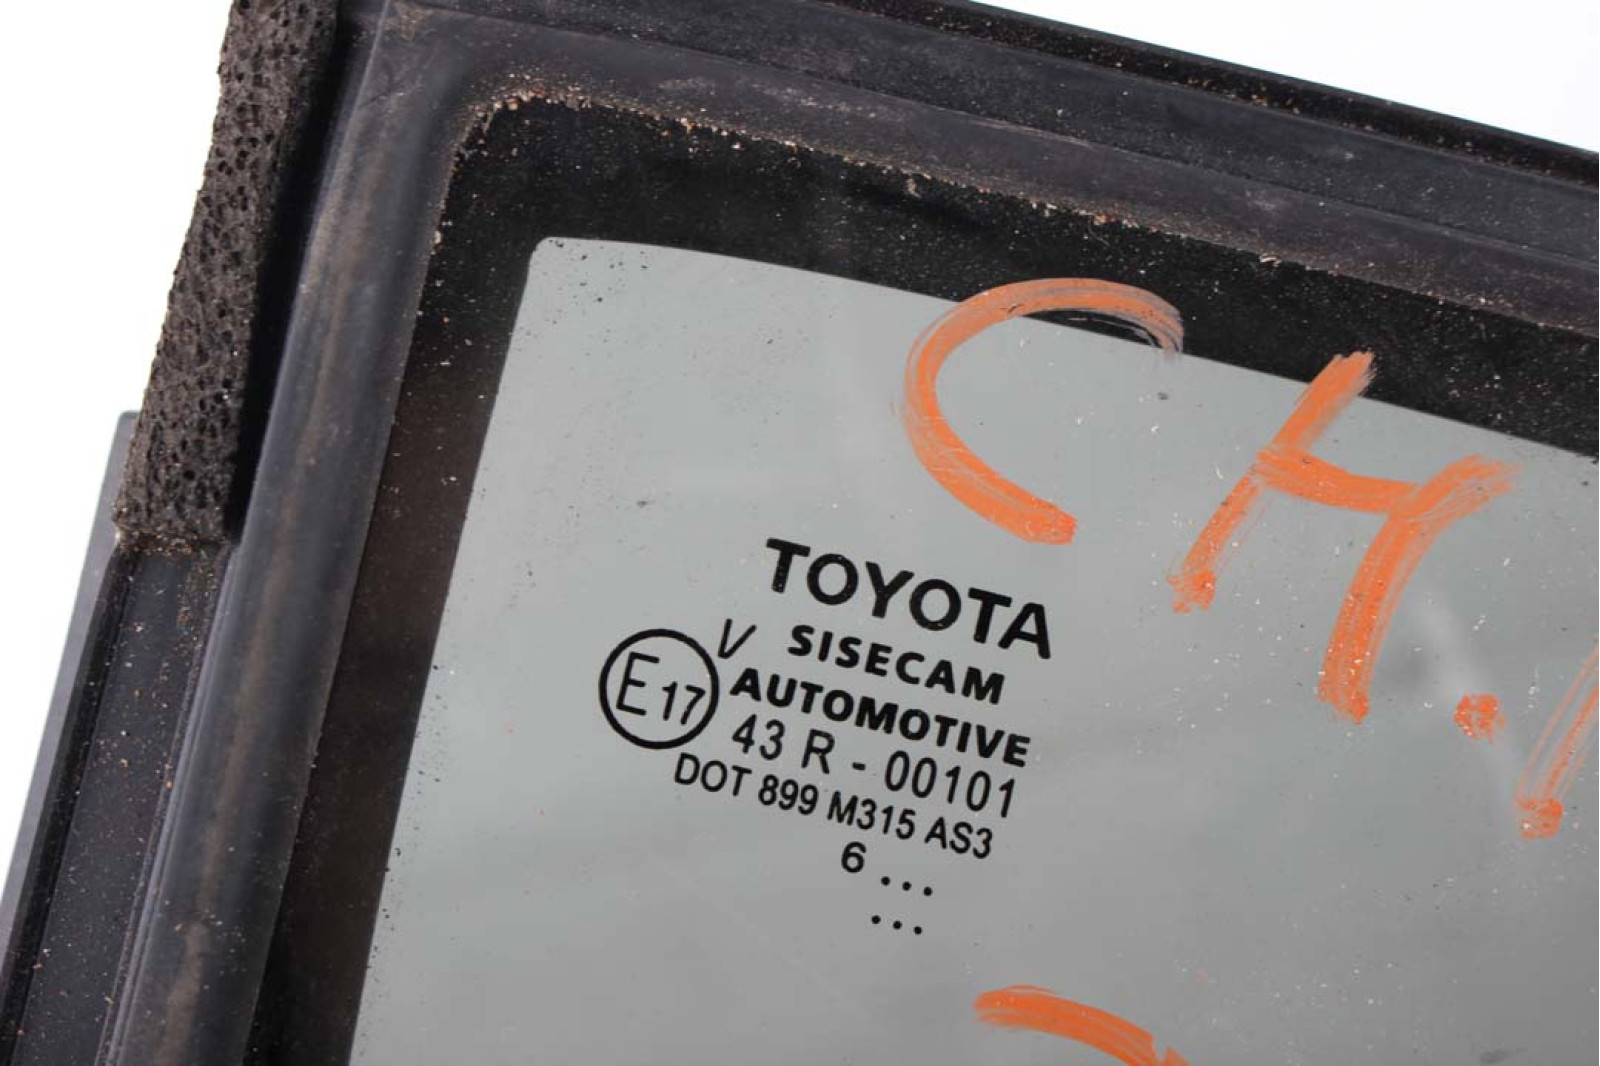 CH.
TOYOTA
SISECAM
AUTOMOTIVE
E17 V
43 R - 00101
DOT 899 M315 AS3
6 ...
...